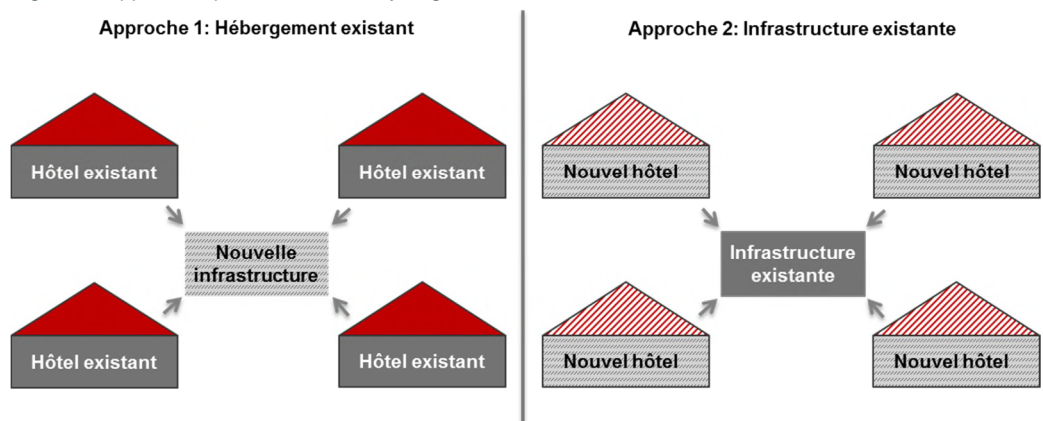 Approche 1: Hébergement existant
Hôtel existant
Hôtel existant
Nouvelle
infrastructure
Hôtel existant
Hôtel existant
Approche 2: Infrastructure existante
Nouvel hôtel
Nouvel hôtel
Infrastructure
existante
Nouvel hôtel
Nouvel hôtel